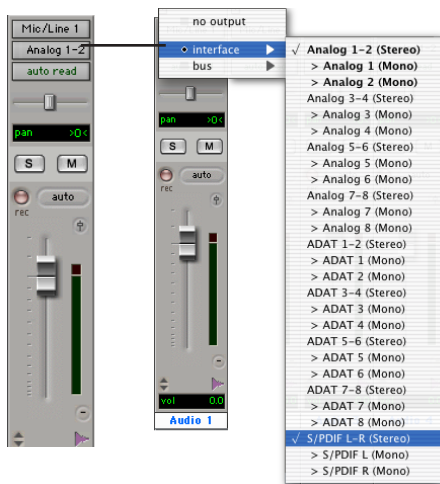 Mic/Line 1
Analog 1-2
auto read
pan >0<
S M
auto
rec
no output
interface
bus
pan >0<
S M
auto
rec
vol 0.0
Audio 1
√ Analog 1-2 (Stereo)
> Analog 1 (Mono)
> Analog 2 (Mono)
Analog 3-4 (Stereo)
> Analog 3 (Mono)
> Analog 4 (Mono)
Analog 5-6 (Stereo)
> Analog 5 (Mono)
> Analog 6 (Mono)
Analog 7-8 (Stereo)
> Analog 7 (Mono)
> Analog 8 (Mono)
ADAT 1-2 (Stereo)
> ADAT 1 (Mono)
> ADAT 2 (Mono)
ADAT 3-4 (Stereo)
> ADAT 3 (Mono)
> ADAT 4 (Mono)
ADAT 5-6 (Stereo)
> ADAT 5 (Mono)
> ADAT 6 (Mono)
ADAT 7-8 (Stereo)
> ADAT 7 (Mono)
> ADAT 8 (Mono)
√ S/PDIF L-R (Stereo)
> S/PDIF L (Mono)
> S/PDIF R (Mono)